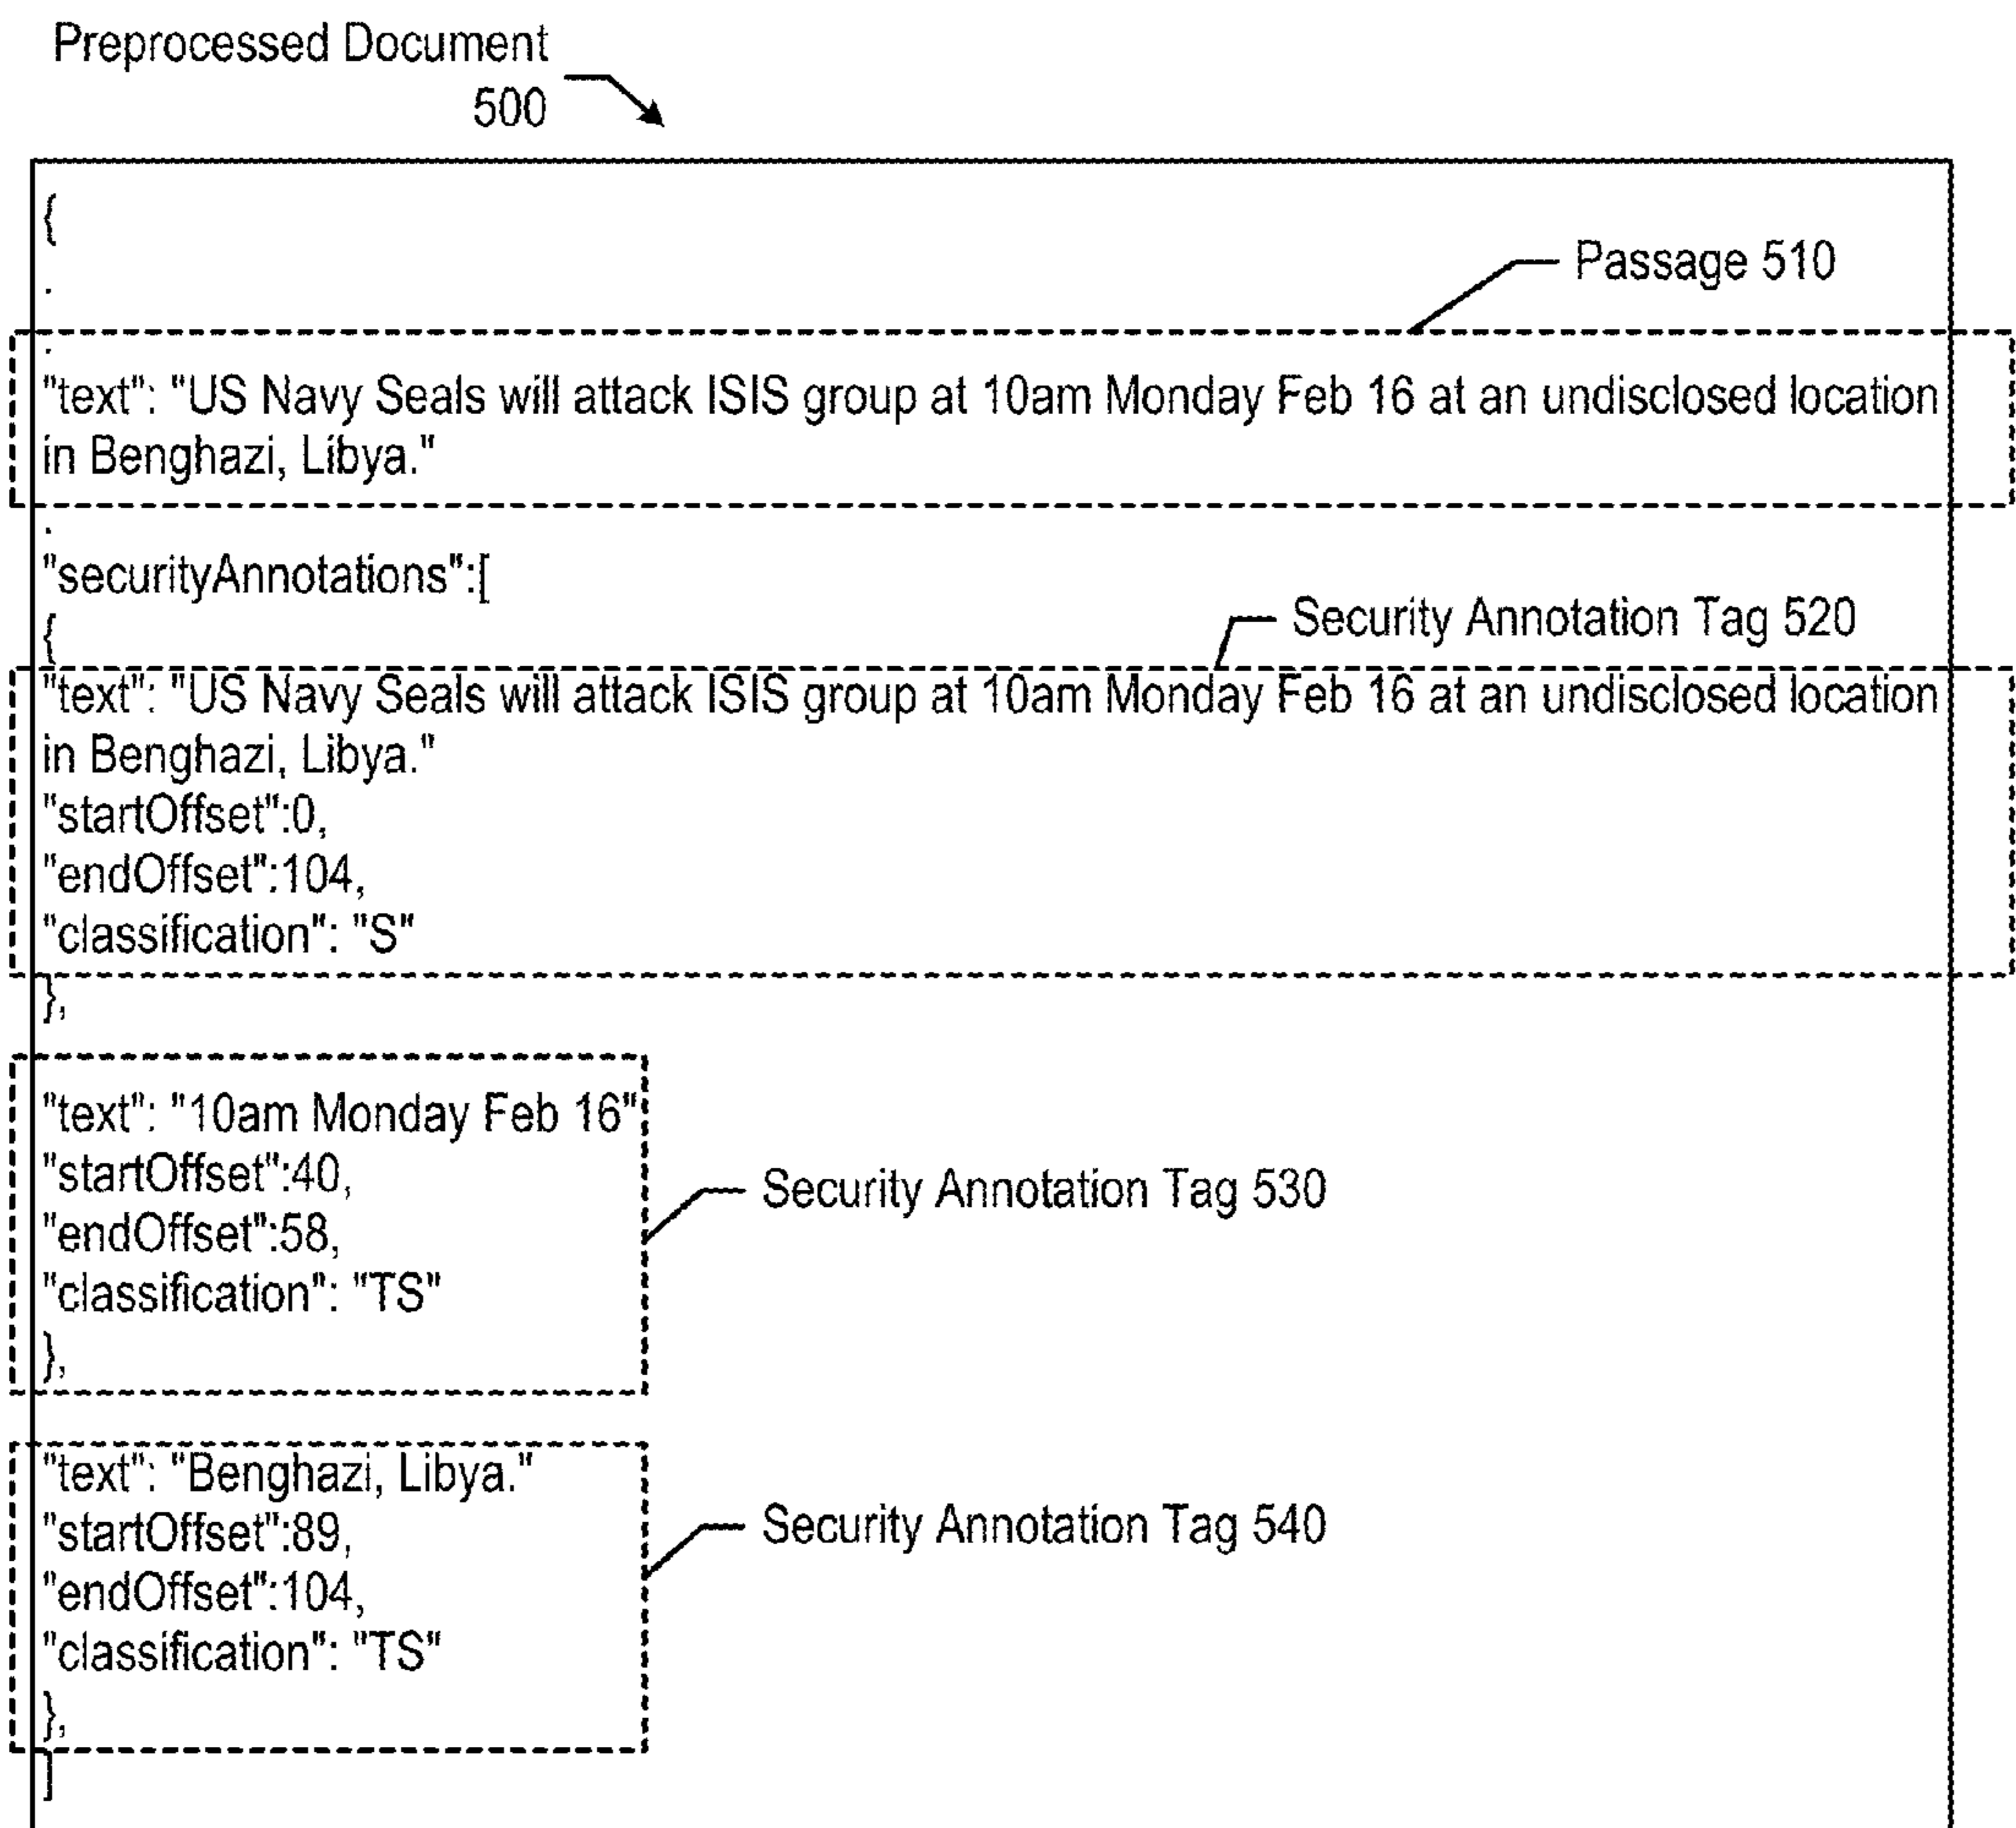 Preprocessed Document
500
{
.
Passage 510
.
"text": "US Navy Seals will attack ISIS group at 10am Monday Feb 16 at an undisclosed location
in Benghazi, Libya."
.
"securityAnnotations":[
{
Security Annotation Tag 520
"text": "US Navy Seals will attack ISIS group at 10am Monday Feb 16 at an undisclosed location
in Benghazi, Libya."
"startOffset":0,
"endOffset":104,
"classification": "S"
},
"text": "10am Monday Feb 16"
"startOffset":40,
"endOffset":58,
"classification": "TS"
},
Security Annotation Tag 530
"text": "Benghazi, Libya."
"startOffset":89,
"endOffset":104,
"classification": "TS"
},
Security Annotation Tag 540
]